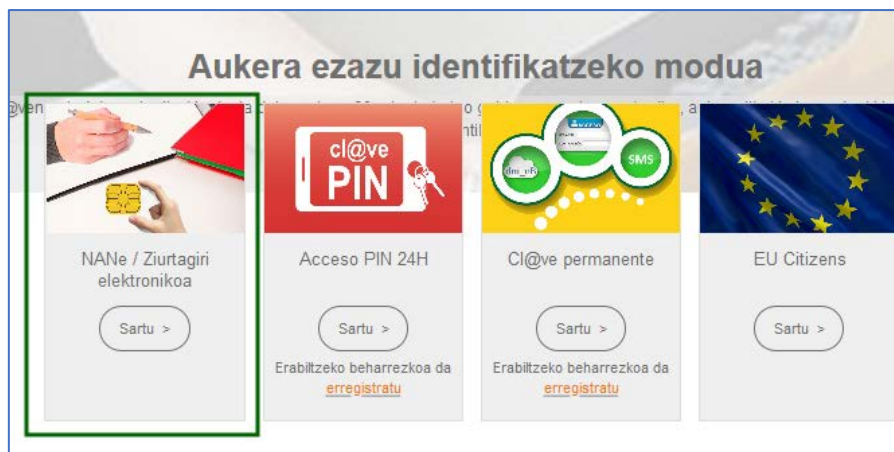 Aukera ezazu identifikatzeko modua
cl@ve
PIN
SMS
NANe / Ziurtagiri
elektronikoa
Sartu >
Acceso PIN 24H
Sartu >
Erabiltzeko beharrezkoa da
erregistratu
Cl@ve permanente
Sartu >
Erabiltzeko beharrezkoa da
erregistratu
EU Citizens
Sartu >